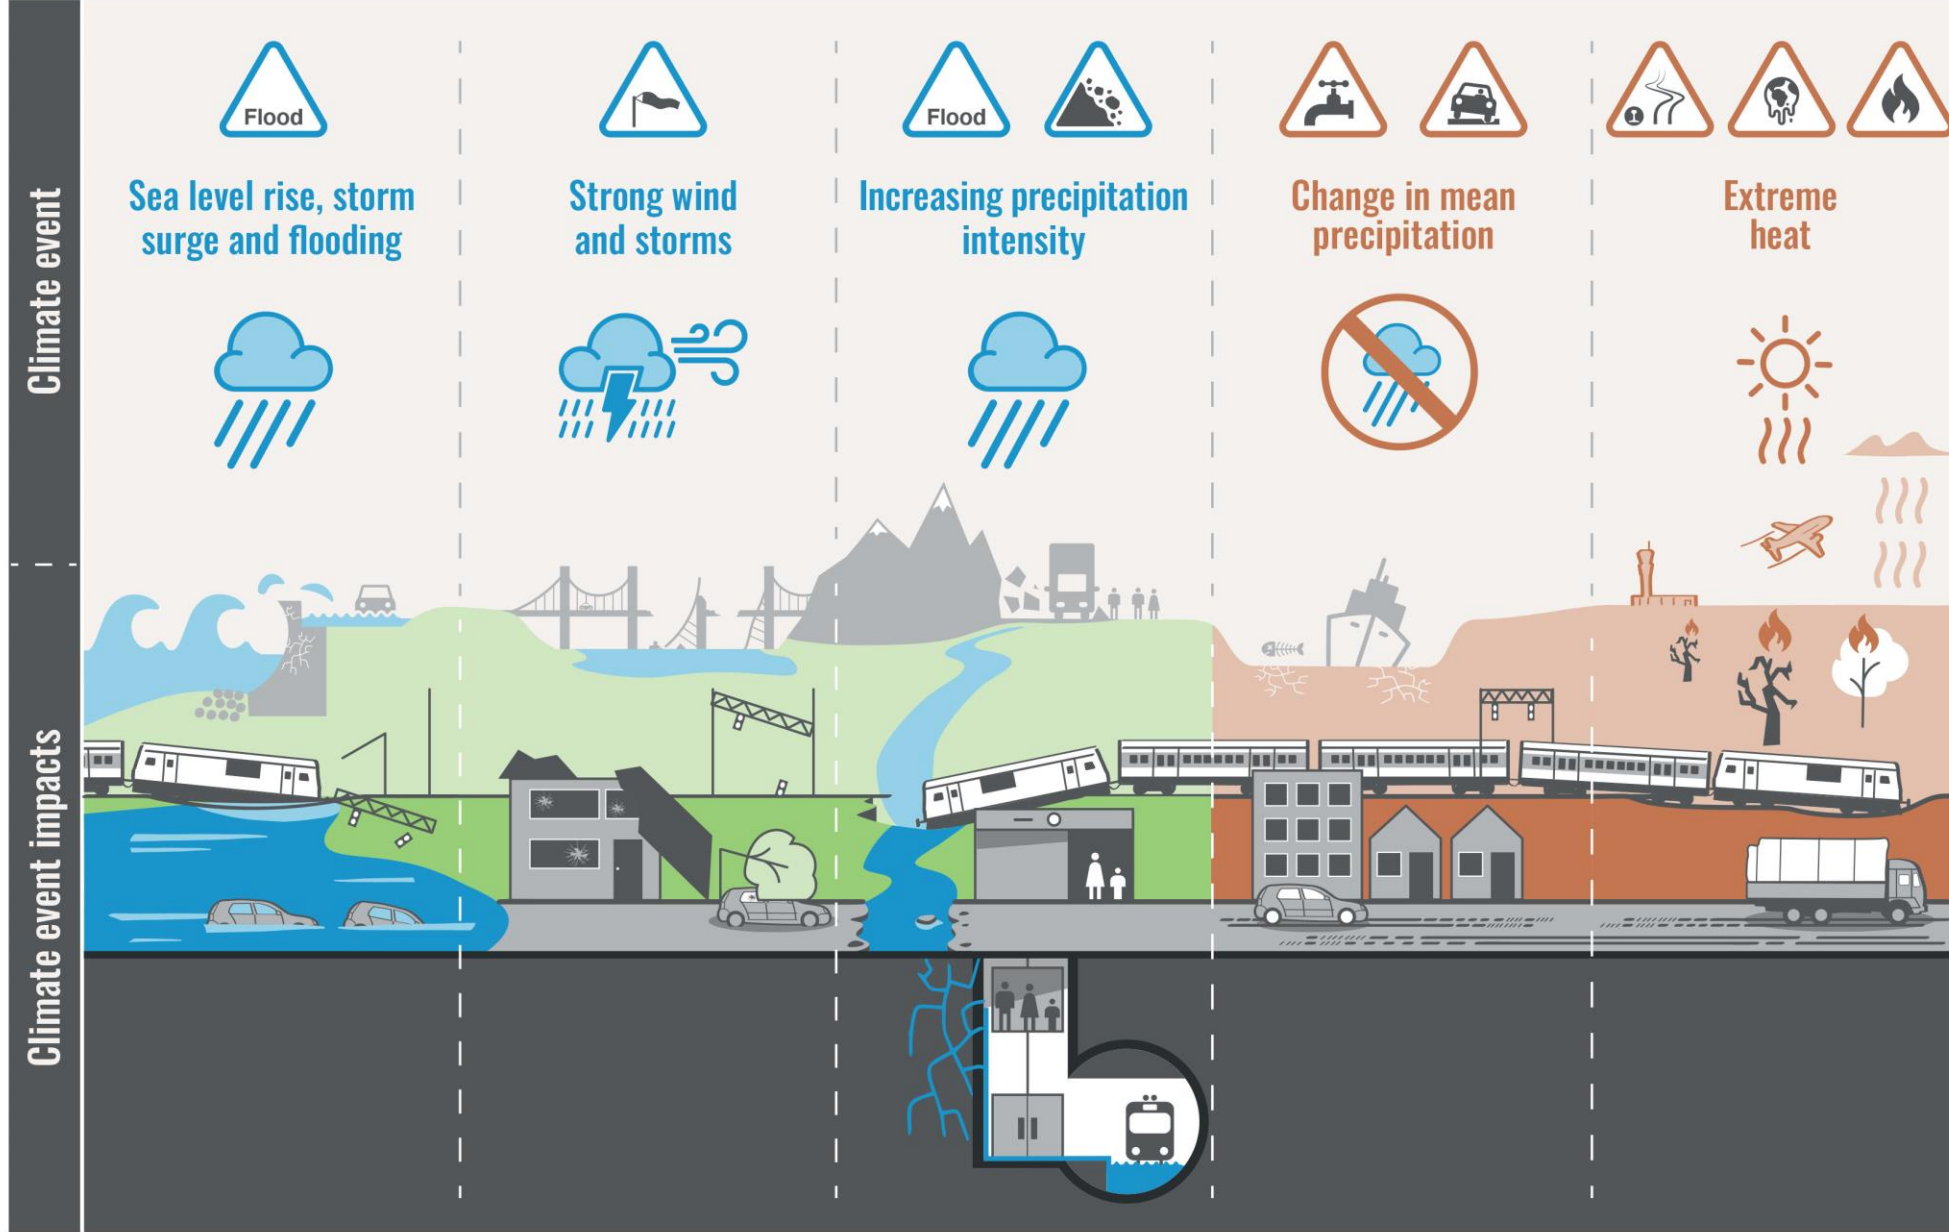 Climate event
Flood
Sea level rise, storm
surge and flooding
Strong wind
and storms
Flood
Increasing precipitation
intensity
Change in mean
precipitation
Extreme
heat
Climate event impacts